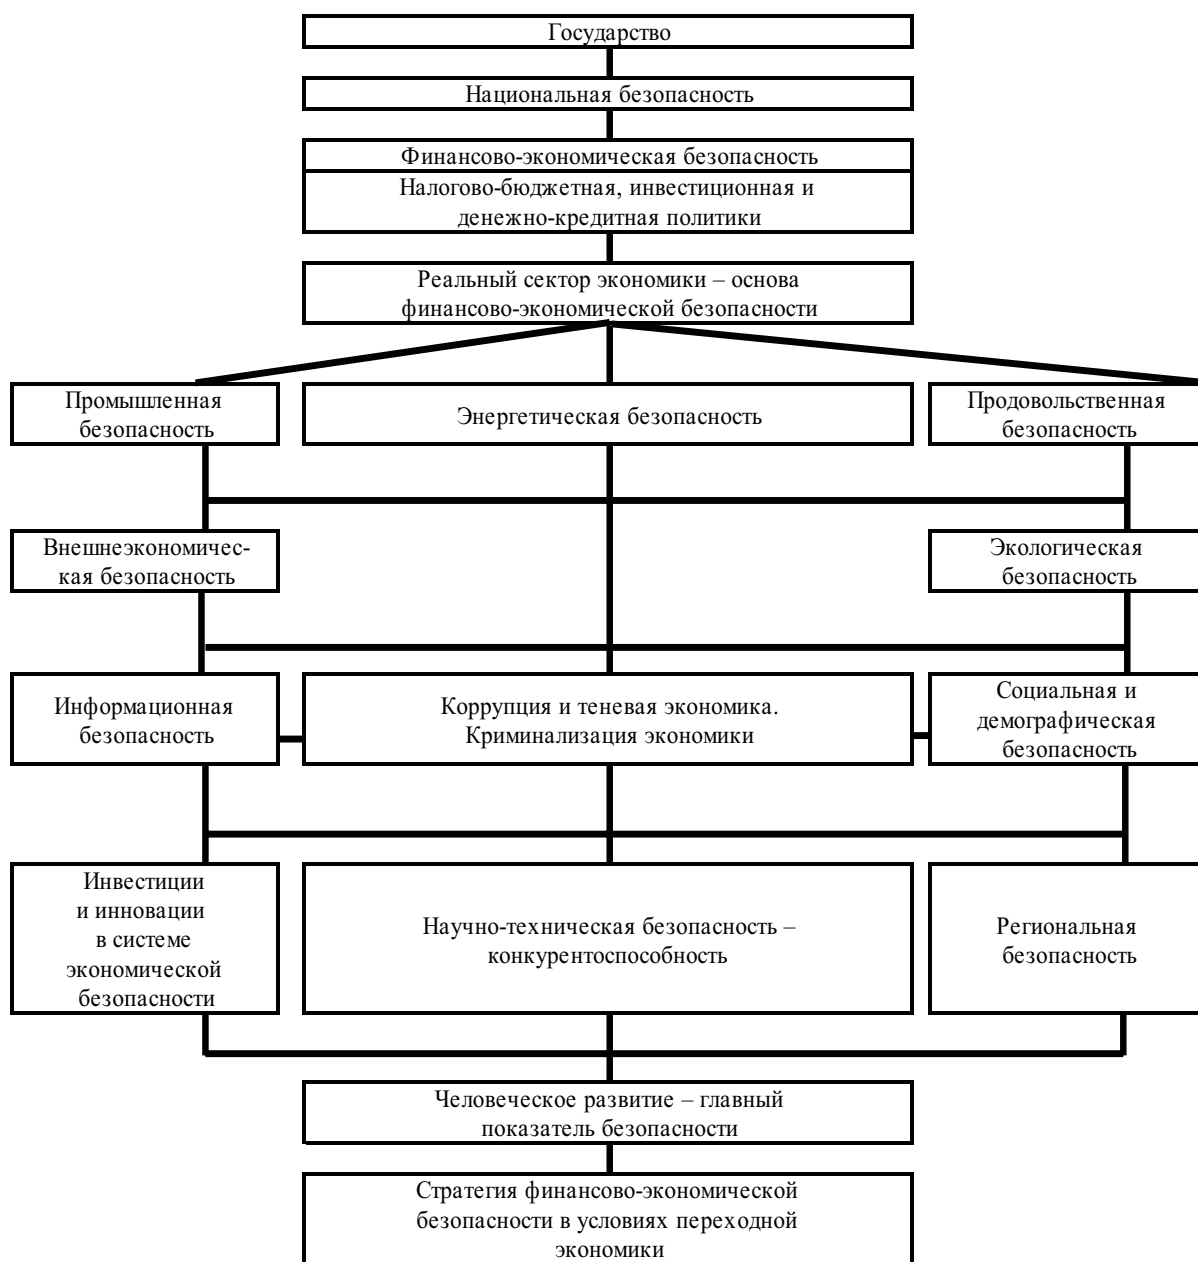 Государство
Национальная безопасность
Финансово-экономическая безопасность
Налогово-бюджетная, инвестиционная и
денежно-кредитная политики
Реальный сектор экономики – основа
финансово-экономической безопасности
Промышленная
безопасность
Энергетическая безопасность
Продовольственная
безопасность
Внешнеэкономичес-
кая безопасность
Экологическая
безопасность
Информационная
безопасность
Коррупция и теневая экономика.
Криминализация экономики
Социальная и
демографическая
безопасность
Инвестиции
и инновации
в системе
экономической
безопасности
Научно-техническая безопасность –
конкурентоспособность
Региональная
безопасность
Человеческое развитие – главный
показатель безопасности
Стратегия финансово-экономической
безопасности в условиях переходной
экономики